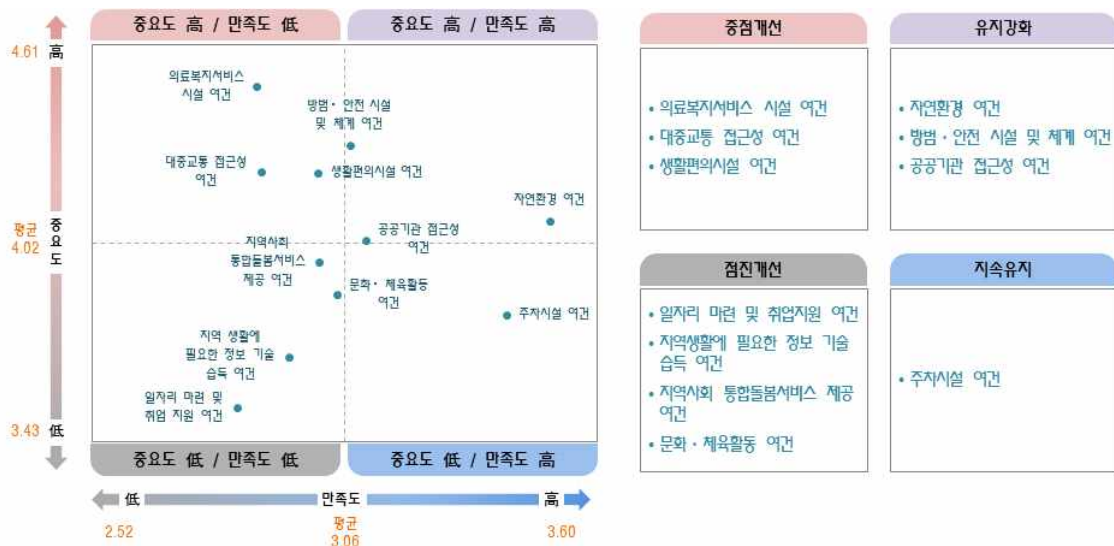 중요도 高 / 만족도 低
중요도 高 / 만족도 高
4.61
高
의료복지서비스
시설 여건
방범· 안전 시설
및 체계 여건
대중교통 접근성
여건
생활편의시설 여건
자연환경 여건
평균
4.02
중요도
공공기관 접근성
여건
지역사회
통합돌봄서비스
제공 여건
문화· 체육활동
여건
주차시설 여건
지역 생활에
필요한 정보 기술
습득 여건
일자리 마련 및
취업 지원 여건
3.43
低
중요도 低 / 만족도 低
중요도 低 / 만족도 高
低
만족도
高
2.52
평균
3.06
3.60
중점개선
• 의료복지서비스 시설 여건
• 대중교통 접근성 여건
• 생활편의시설 여건
유지강화
• 자연환경 여건
• 방범·안전 시설 및 체계 여건
• 공공기관 접근성 여건
점진개선
• 일자리 마련 및 취업지원 여건
• 지역생활에 필요한 정보 기술
습득 여건
• 지역사회 통합돌봄서비스 제공
여건
• 문화·체육활동 여건
지속유지
• 주차시설 여건